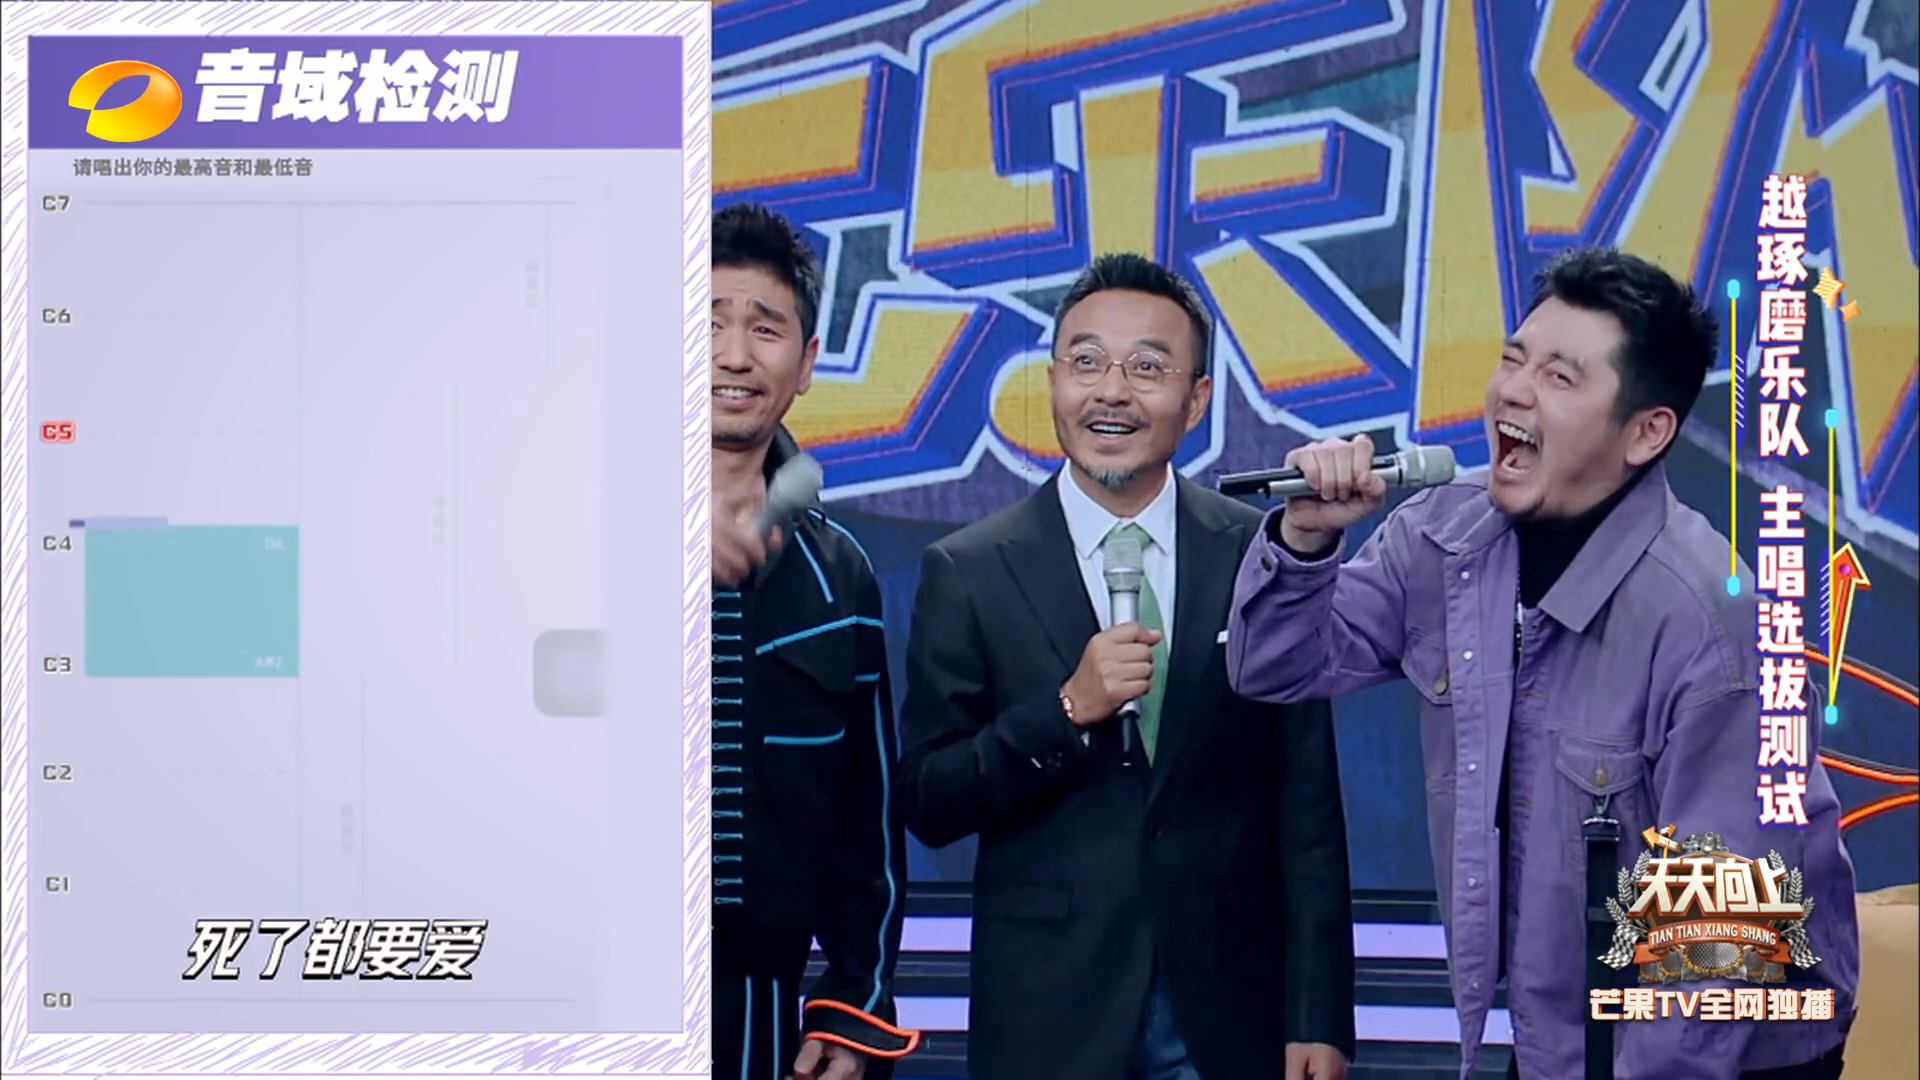 音域检测
请唱出你的最高音和最低音
C7
C6
C5
C4
D4
C3
A#2
C2
C1
C0
死了都要爱
乐队
越琢磨乐队 主唱选拔测试
天天向上
TIAN TIAN XIANG SHANG
芒果TV全网独播